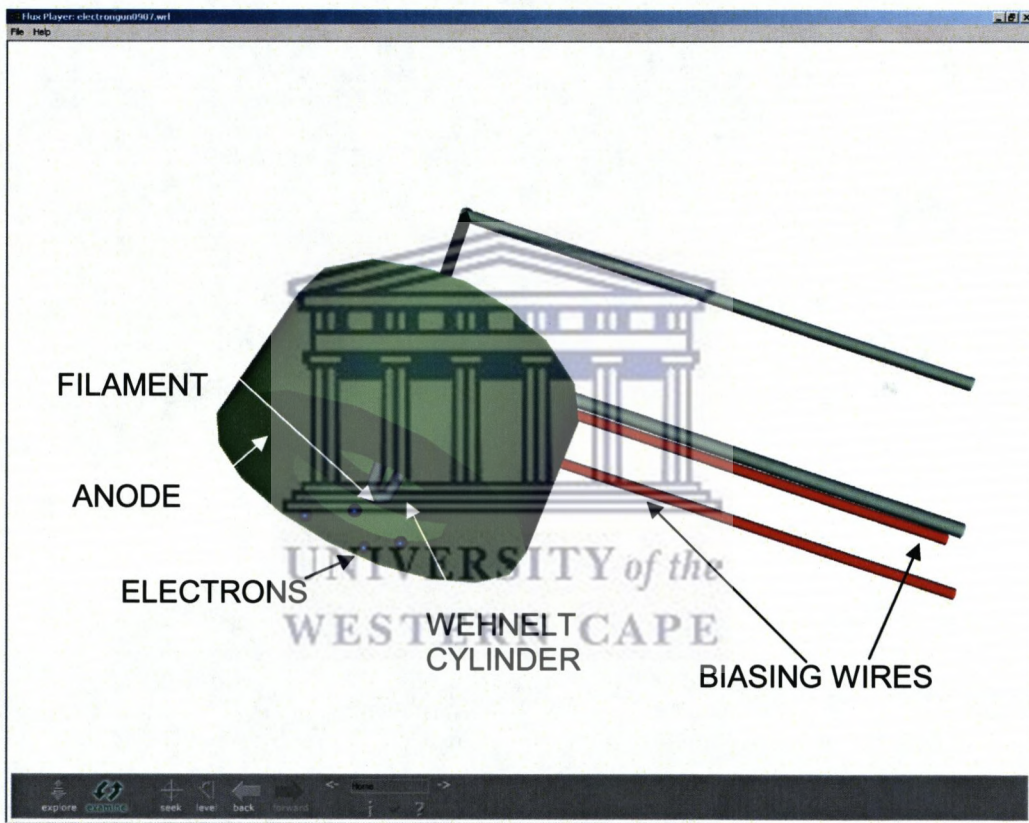 Flux Player: electrongun0907.wrl
File Help
FILAMENT
ANODE
ELECTRONS
UNIVERSITY of the
WESTERN CAPE
WEHNELT
CYLINDER
BIASING WIRES
explore examine seek level back forward
Home
i ?